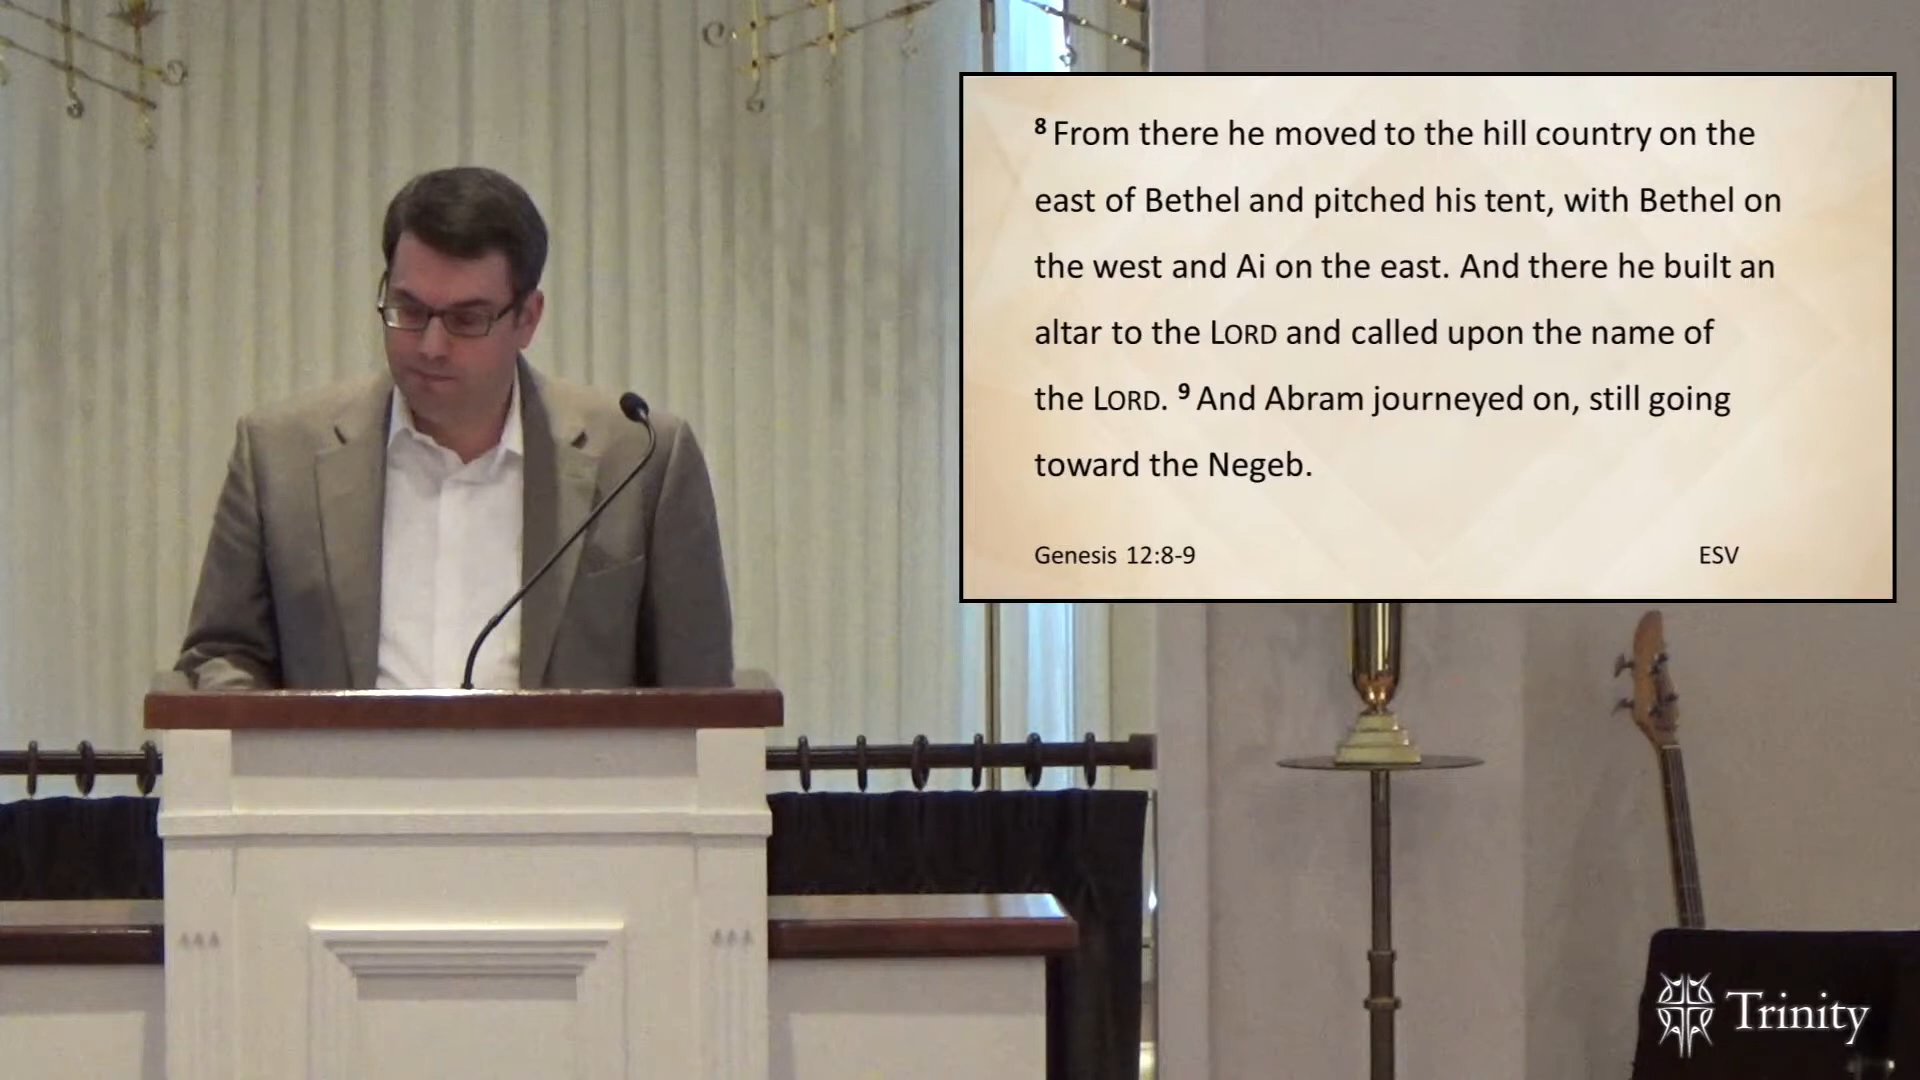 8 From there he moved to the hill country on the
east of Bethel and pitched his tent, with Bethel on
the west and Ai on the east. And there he built an
altar to the LORD and called upon the name of
the LORD. 9 And Abram journeyed on, still going
toward the Negeb.
Genesis 12:8-9 ESV
Trinity